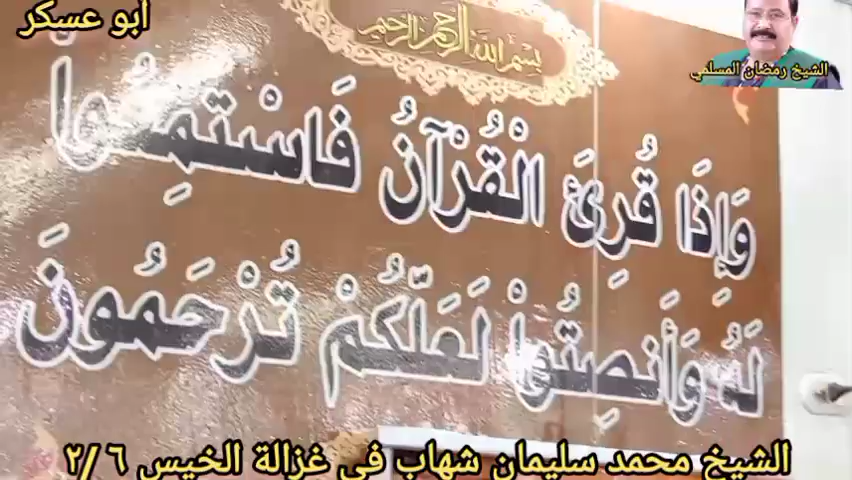 أبو عسكر
الشيخ رمضان المسلمي
بسم الله الرحمن الرحيم
وَإِذَا قُرِئَ الْقُرْآنُ فَاسْتَمِعُوا
لَهُ وَأَنصِتُوا لَعَلَّكُمْ تُرْحَمُونَ
الشيخ محمد سليمان شهاب في غزالة الخيس ٢/٦